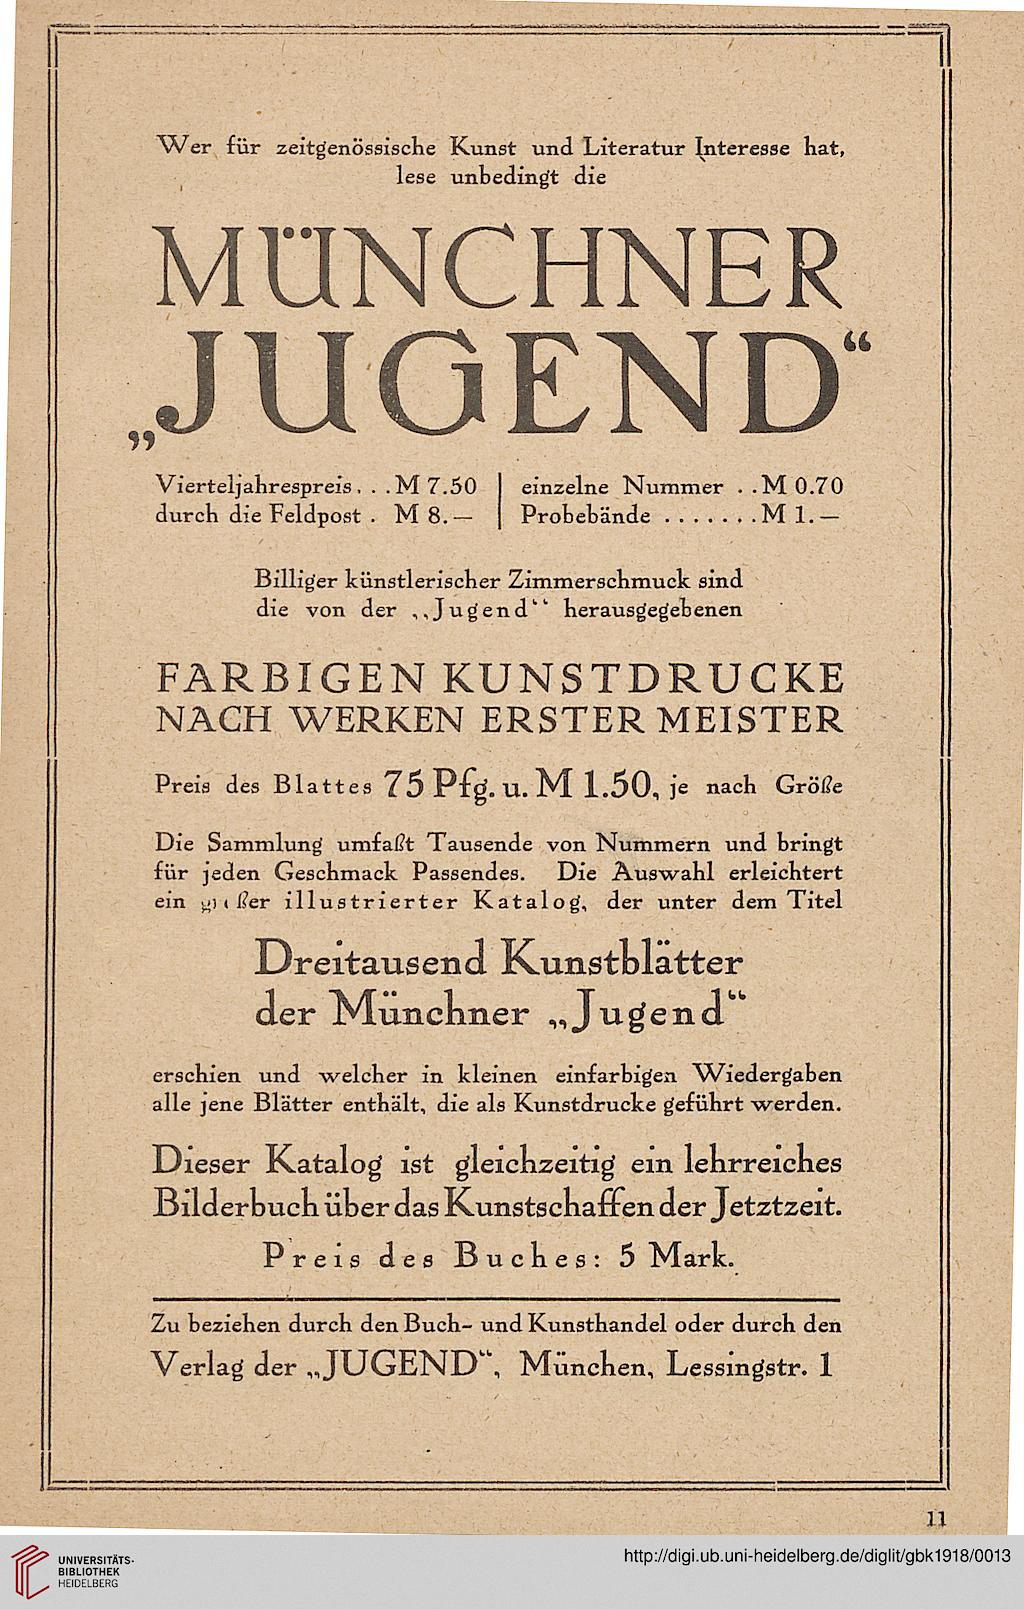 Wer für zeitgenössische Kunst und Literatur Interesse hat,
lese unbedingt die
MÜNCHNER
„JUGEND“
Vierteljahrespreis. . . M 7.50
durch die Feldpost . M 8. —
einzelne Nummer . . M 0.70
Probebände . . . . . . . M 1. —
Billiger künstlerischer Zimmerschmuck sind
die von der „Jugend“ herausgegebenen
FARBIGEN KUNSTDRUCKE
NACH WERKEN ERSTER MEISTER
Preis des Blattes 75 Pfg. u. M 1.50, je nach Größe
Die Sammlung umfaßt Tausende von Nummern und bringt
für jeden Geschmack Passendes. Die Auswahl erleichtert
ein illustrierter Katalog, der unter dem Titel
Dreitausend Kunstblätter
der Münchner „Jugend“
erschien und welcher in kleinen einfarbigen Wiedergaben
alle jene Blätter enthält, die als Kunstdrucke geführt werden.
Dieser Katalog ist gleichzeitig ein lehrreiches
Bilderbuch über das Kunstschaffen der Jetztzeit.
Preis des Buches: 5 Mark.
Zu beziehen durch den Buch- und Kunsthandel oder durch den
Verlag der „JUGEND“, München, Lessingstr. 1
11
UNIVERSITÄTS-
BIBLIOTHEK
HEIDELBERG
http://digi.ub.uni-heidelberg.de/diglit/gbk1918/0013